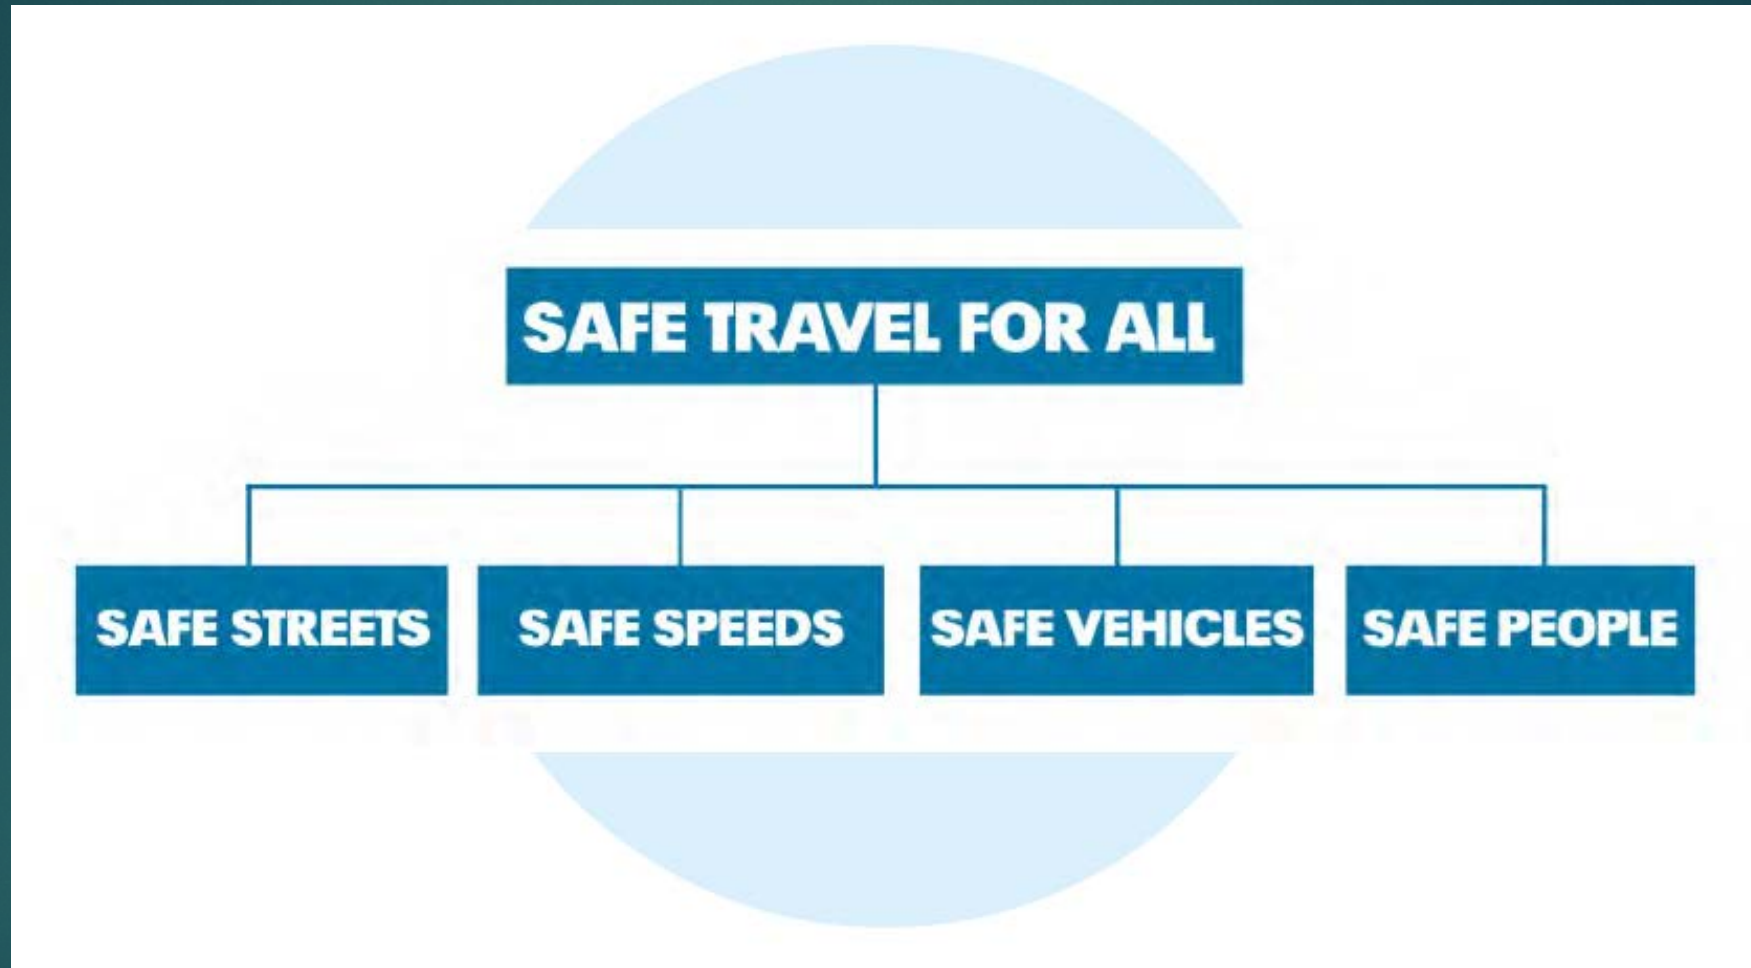 SAFE TRAVEL FOR ALL
SAFE STREETS
SAFE SPEEDS
SAFE VEHICLES
SAFE PEOPLE